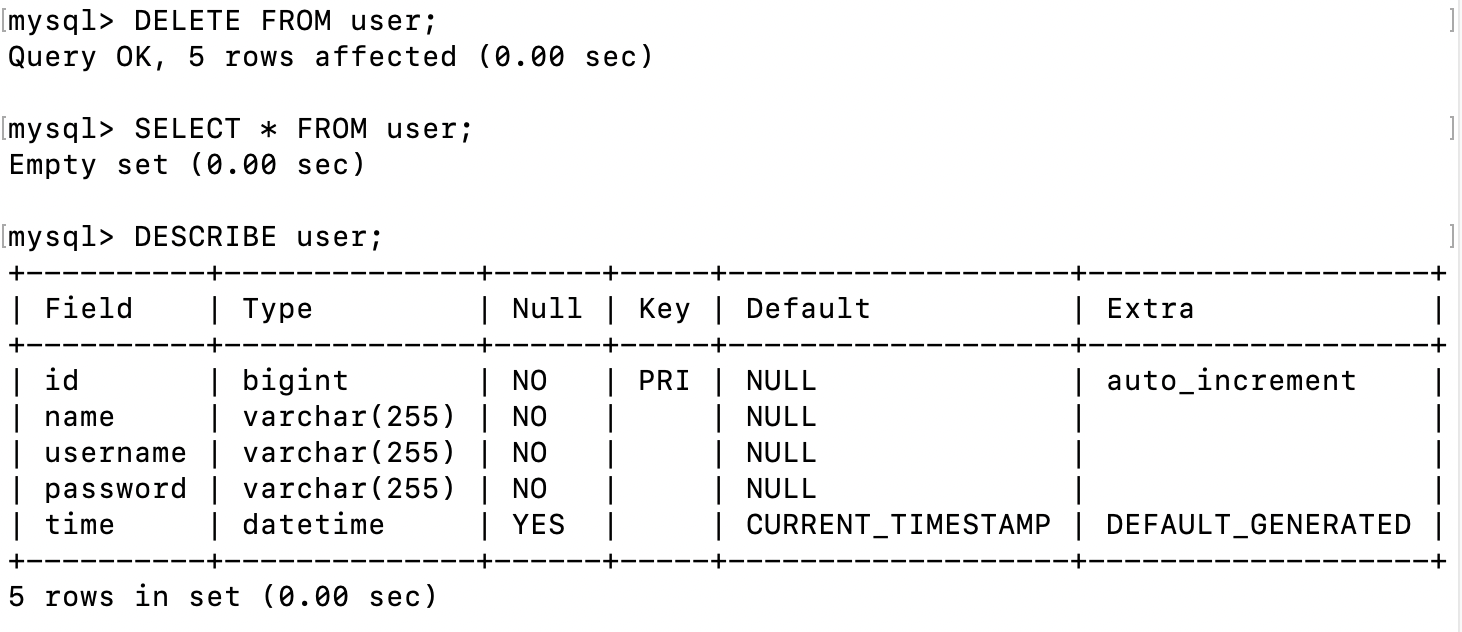 [mysql> DELETE FROM user; ]
Query OK, 5 rows affected (0.00 sec)

[mysql> SELECT * FROM user; ]
Empty set (0.00 sec)

[mysql> DESCRIBE user; ]
+----------+--------------+------+-----+-------------------+-------------------+
| Field    | Type         | Null | Key | Default           | Extra             |
+----------+--------------+------+-----+-------------------+-------------------+
| id       | bigint       | NO   | PRI | NULL              | auto_increment    |
| name     | varchar(255) | NO   |     | NULL              |                   |
| username | varchar(255) | NO   |     | NULL              |                   |
| password | varchar(255) | NO   |     | NULL              |                   |
| time     | datetime     | YES  |     | CURRENT_TIMESTAMP | DEFAULT_GENERATED |
+----------+--------------+------+-----+-------------------+-------------------+
5 rows in set (0.00 sec)